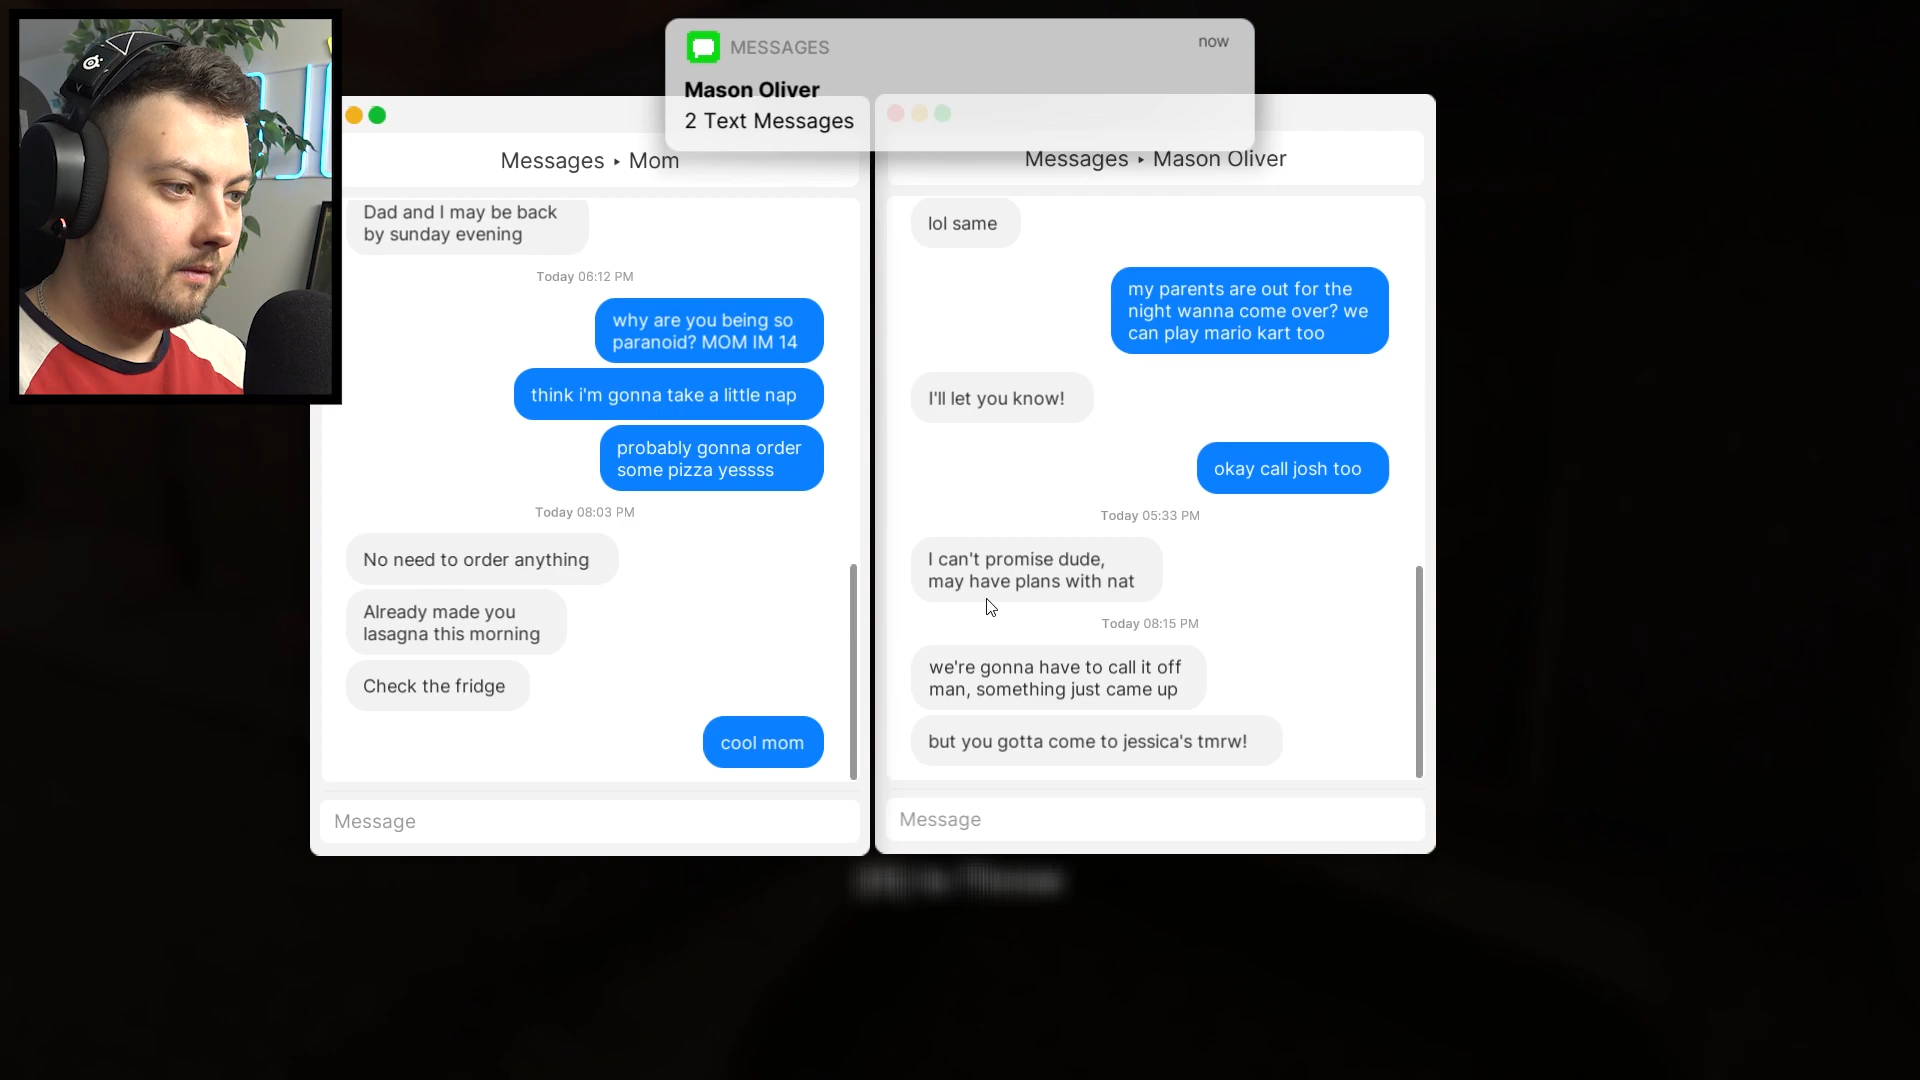 MESSAGES
now
Mason Oliver
2 Text Messages
Messages ‣ Mom
Dad and I may be back
by sunday evening
Today 06:12 PM
why are you being so
paranoid? MOM IM 14
think i'm gonna take a little nap
probably gonna order
some pizza yessss
Today 08:03 PM
No need to order anything
Already made you
lasagna this morning
Check the fridge
cool mom
Message
Messages ‣ Mason Oliver
lol same
my parents are out for the
night wanna come over? we
can play mario kart too
I'll let you know!
okay call josh too
Today 05:33 PM
I can't promise dude,
may have plans with nat
Today 08:15 PM
we're gonna have to call it off
man, something just came up
but you gotta come to jessica's tmrw!
Message